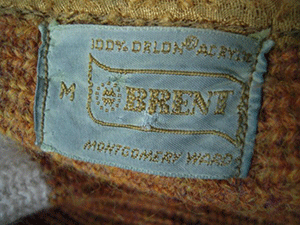 100% ORLON® ACRYLIC
M BRENT
MONTGOMERY WARD